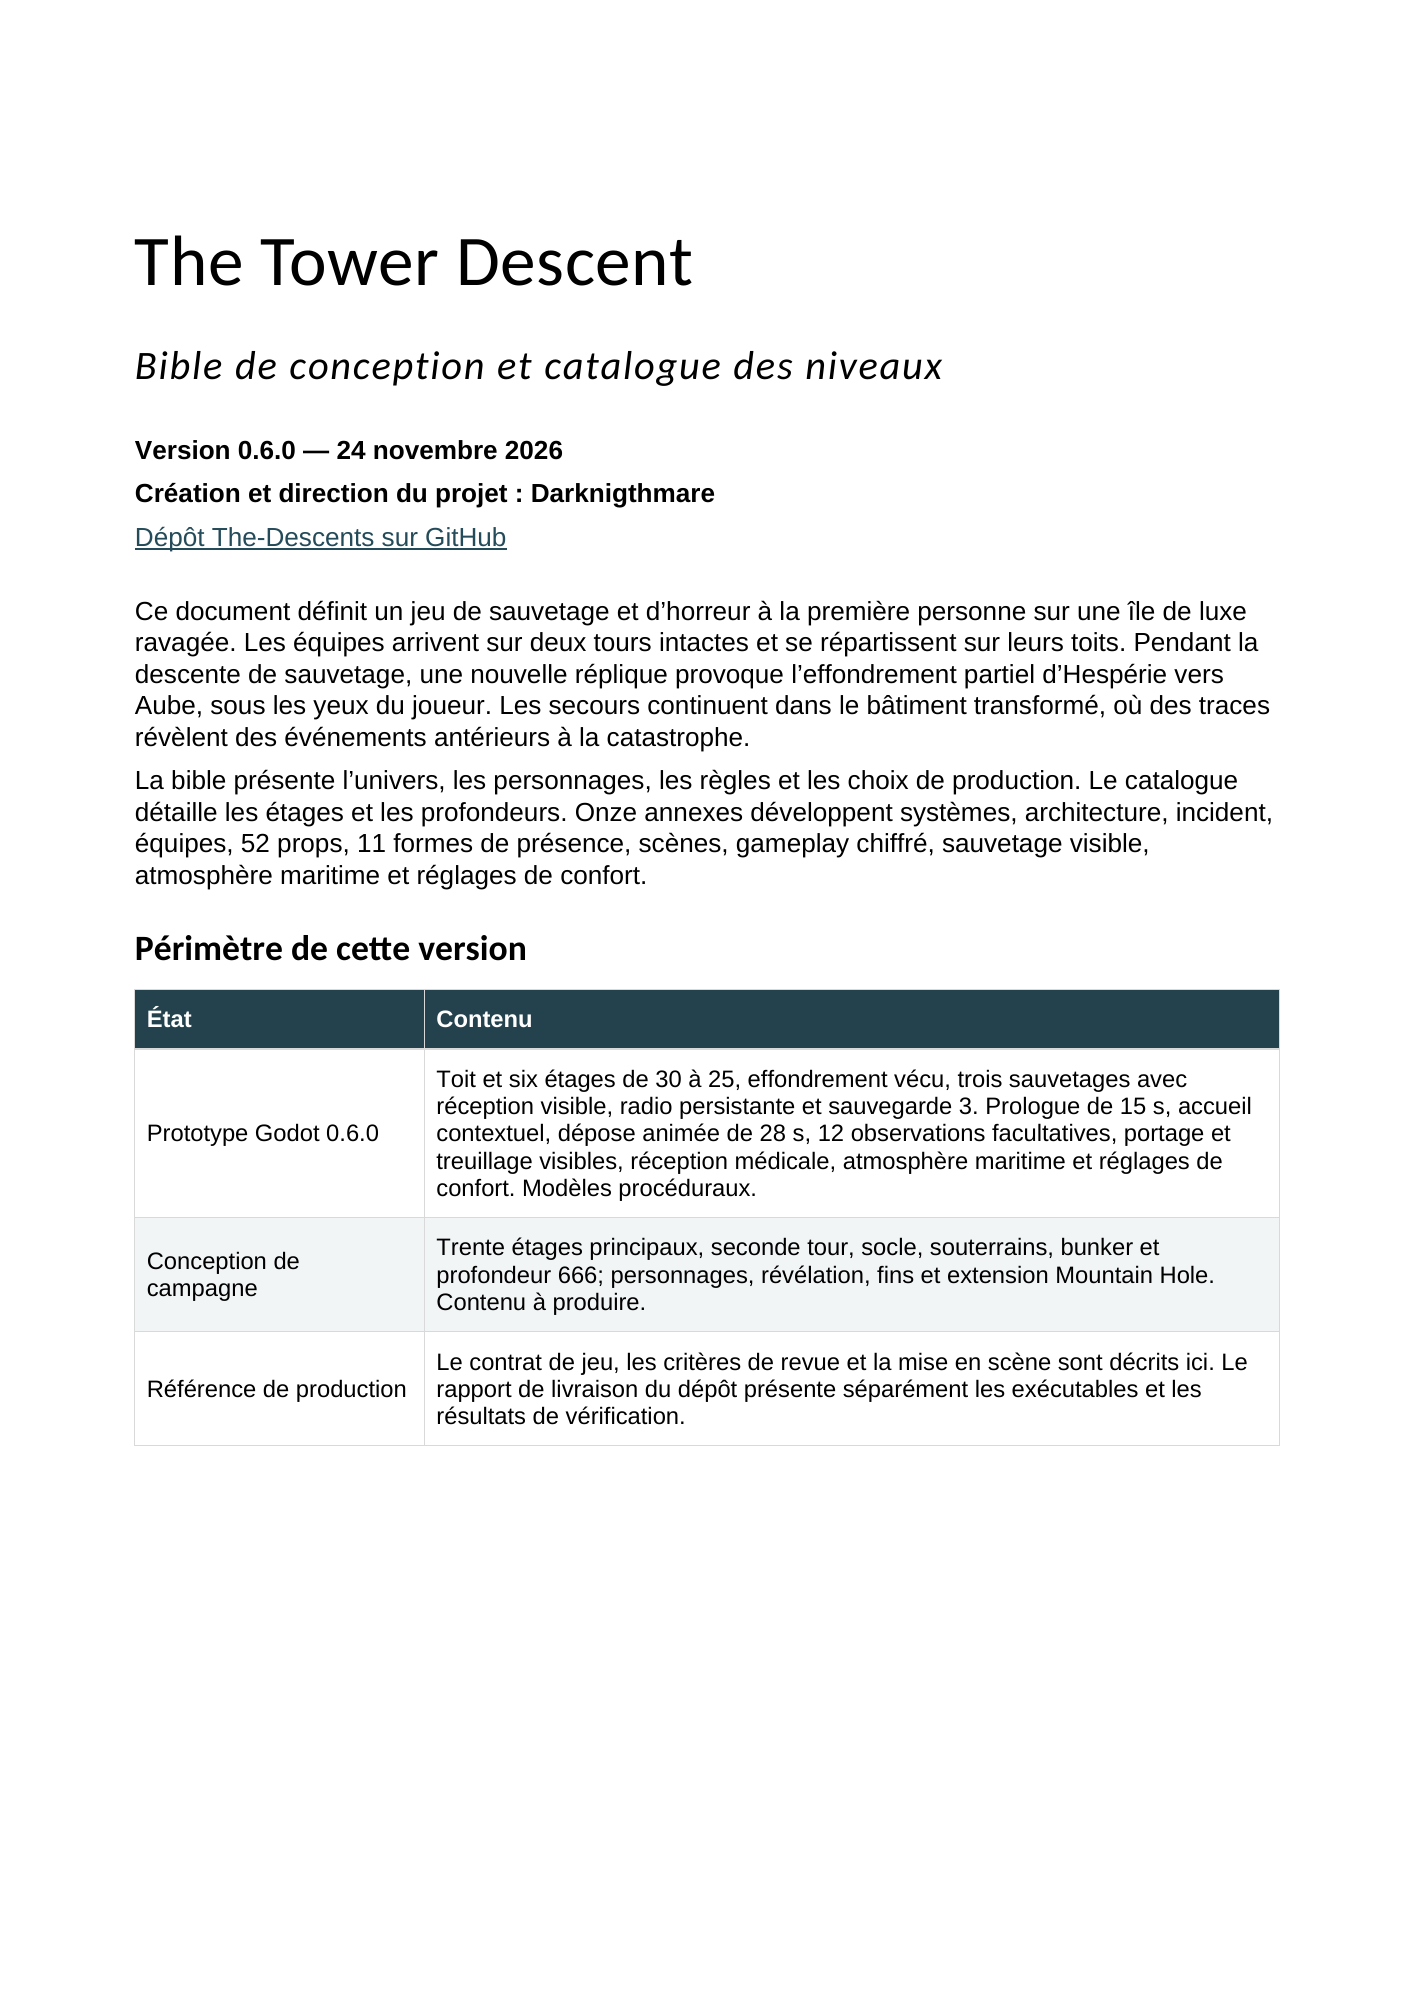 The Tower Descent
Bible de conception et catalogue des niveaux
Version 0.6.0 — 24 novembre 2026
Création et direction du projet : Darknigthmare
Dépôt The-Descents sur GitHub
Ce document définit un jeu de sauvetage et d’horreur à la première personne sur une île de luxe
ravagée. Les équipes arrivent sur deux tours intactes et se répartissent sur leurs toits. Pendant la
descente de sauvetage, une nouvelle réplique provoque l’effondrement partiel d’Hespérie vers
Aube, sous les yeux du joueur. Les secours continuent dans le bâtiment transformé, où des traces
révèlent des événements antérieurs à la catastrophe.
La bible présente l’univers, les personnages, les règles et les choix de production. Le catalogue
détaille les étages et les profondeurs. Onze annexes développent systèmes, architecture, incident,
équipes, 52 props, 11 formes de présence, scènes, gameplay chiffré, sauvetage visible,
atmosphère maritime et réglages de confort.
Périmètre de cette version
État
Contenu
Prototype Godot 0.6.0
Toit et six étages de 30 à 25, effondrement vécu, trois sauvetages avec
réception visible, radio persistante et sauvegarde 3. Prologue de 15 s, accueil
contextuel, dépose animée de 28 s, 12 observations facultatives, portage et
treuillage visibles, réception médicale, atmosphère maritime et réglages de
confort. Modèles procéduraux.
Conception de
campagne
Trente étages principaux, seconde tour, socle, souterrains, bunker et
profondeur 666; personnages, révélation, fins et extension Mountain Hole.
Contenu à produire.
Référence de production
Le contrat de jeu, les critères de revue et la mise en scène sont décrits ici. Le
rapport de livraison du dépôt présente séparément les exécutables et les
résultats de vérification.